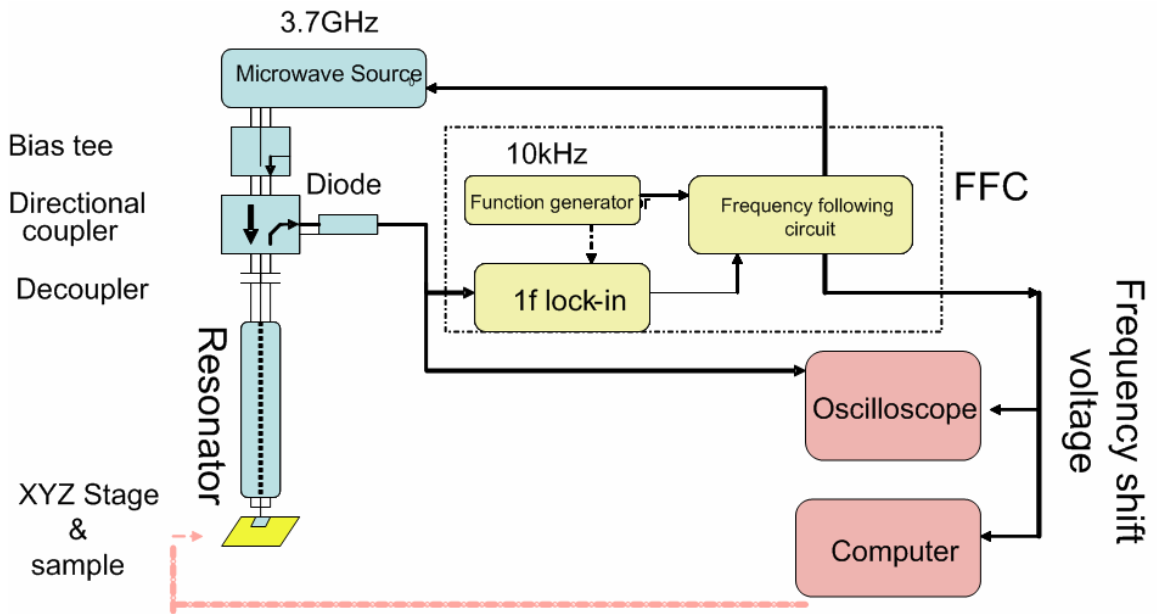 3.7GHz
Microwave Source
Bias tee
10kHz
FFC
Directional
coupler
Diode
Function generator
Frequency following
circuit
Decoupler
1f lock-in
Resonator
Oscilloscope
Frequency shift
voltage
XYZ Stage
&
sample
Computer